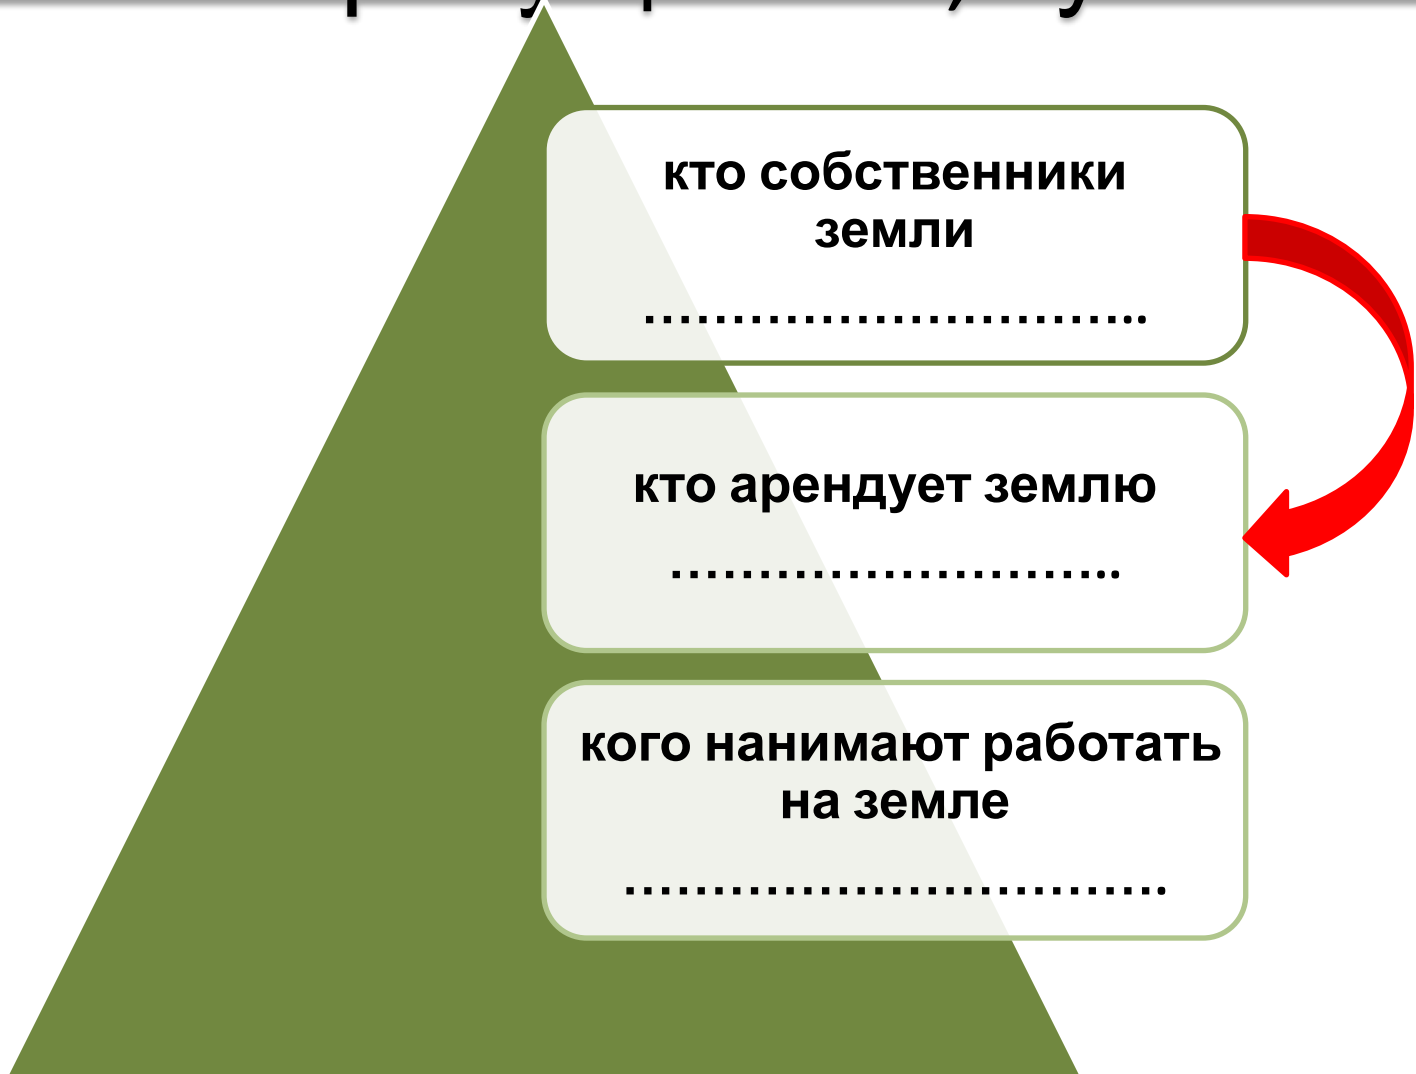 кто собственники
земли
………………………..
кто арендует землю
……………………..
кого нанимают работать
на земле
………………………….